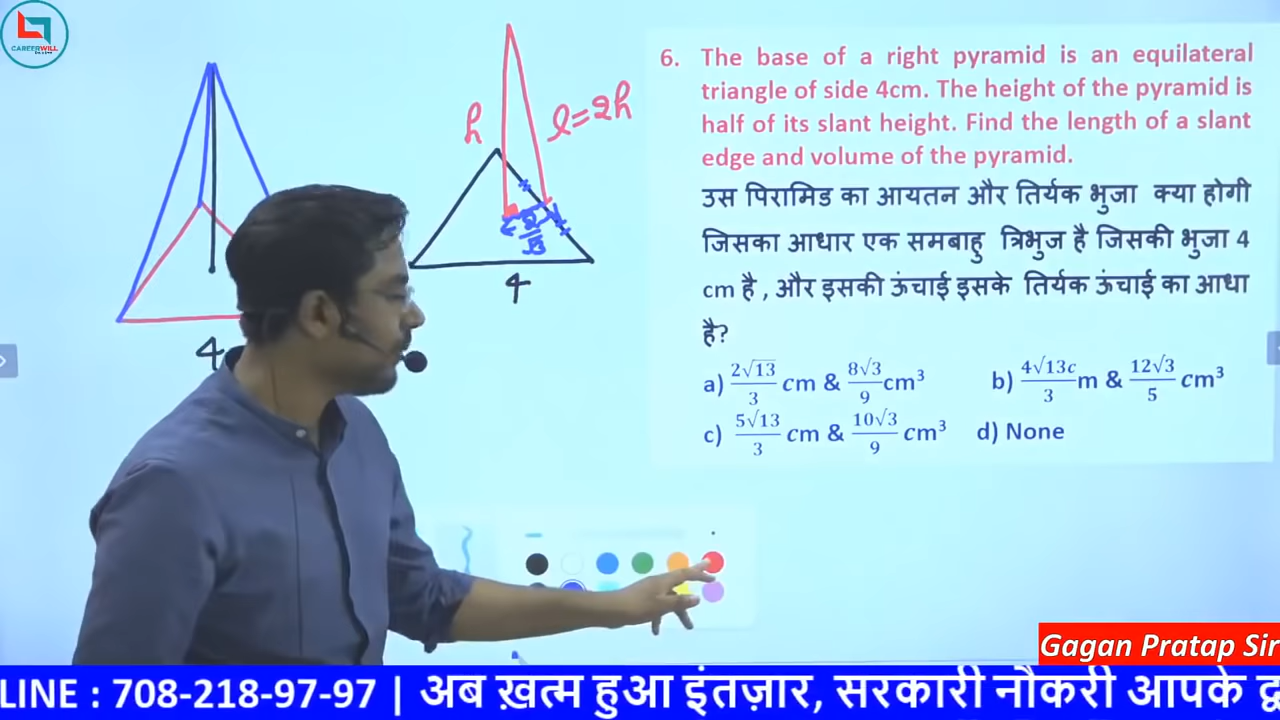 CAREERWILL
h
l=2h
2/√3
4
4
6. The base of a right pyramid is an equilateral
triangle of side 4cm. The height of the pyramid is
half of its slant height. Find the length of a slant
edge and volume of the pyramid.
उस पिरामिड का आयतन और तिर्यक भुजा क्या होगी
जिसका आधार एक समबाहु त्रिभुज है जिसकी भुजा 4
cm है , और इसकी ऊंचाई इसके तिर्यक ऊंचाई का आधा
है?
a) 2√13/3 cm & 8√3/9 cm³ b) 4√13c/3 m & 12√3/5 cm³
c) 5√13/3 cm & 10√3/9 cm³ d) None
Gagan Pratap Sir
LINE : 708-218-97-97 | अब ख़त्म हुआ इंतज़ार, सरकारी नौकरी आपके द्व